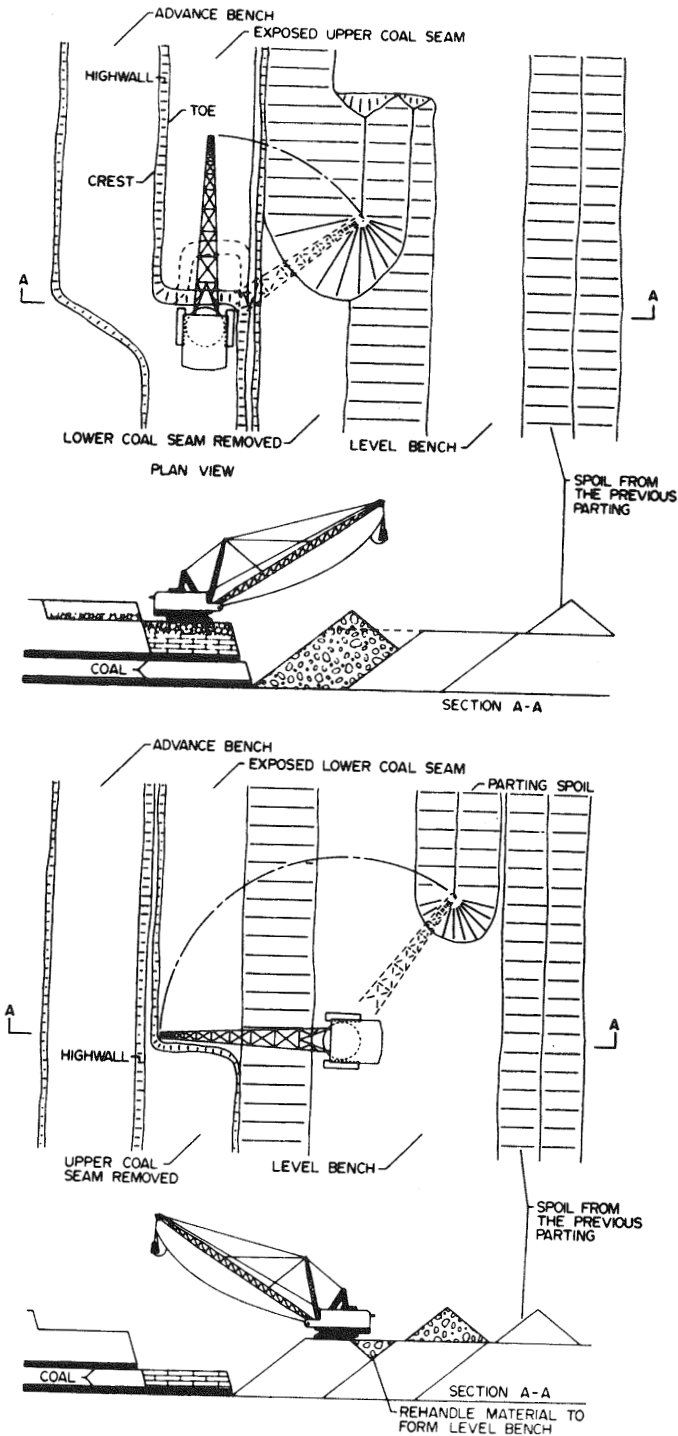 ADVANCE BENCH
EXPOSED UPPER COAL SEAM
HIGHWALL
TOE
CREST
A
A
LOWER COAL SEAM REMOVED
LEVEL BENCH
PLAN VIEW
SPOIL FROM
THE PREVIOUS
PARTING
COAL
SECTION A-A
ADVANCE BENCH
EXPOSED LOWER COAL SEAM
PARTING SPOIL
A
A
HIGHWALL
UPPER COAL
SEAM REMOVED
LEVEL BENCH
SPOIL FROM
THE PREVIOUS
PARTING
COAL
SECTION A-A
REHANDLE MATERIAL TO
FORM LEVEL BENCH